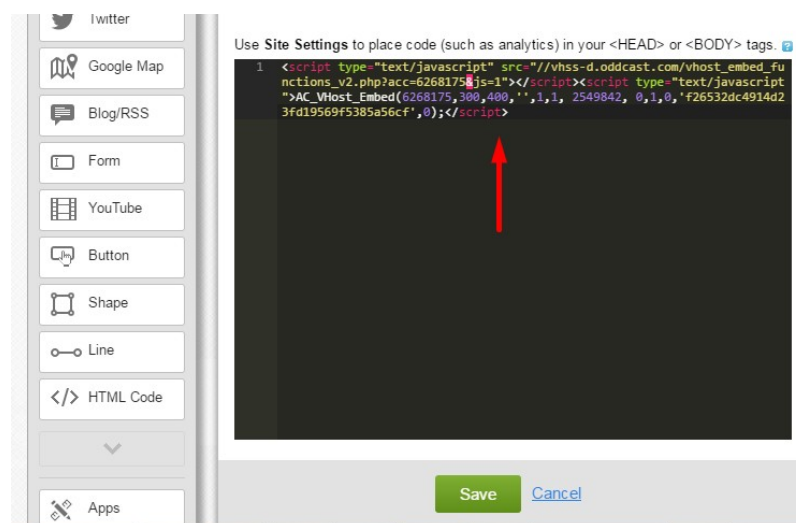 Twitter
Google Map
Blog/RSS
Form
YouTube
Button
Shape
Line
HTML Code
Apps
Use Site Settings to place code (such as analytics) in your <HEAD> or <BODY> tags. ?
1 <script type="text/javascript" src="//vhss-d.oddcast.com/vhost_embed_fu
nctions_v2.php?acc=6268175&js=1"></script><script type="text/javascript
">AC_VHost_Embed(6268175,300,400,'',1,1, 2549842, 0,1,0,'f26532dc4914d2
3fd19569f5385a56cf',0);</script>
Save
Cancel